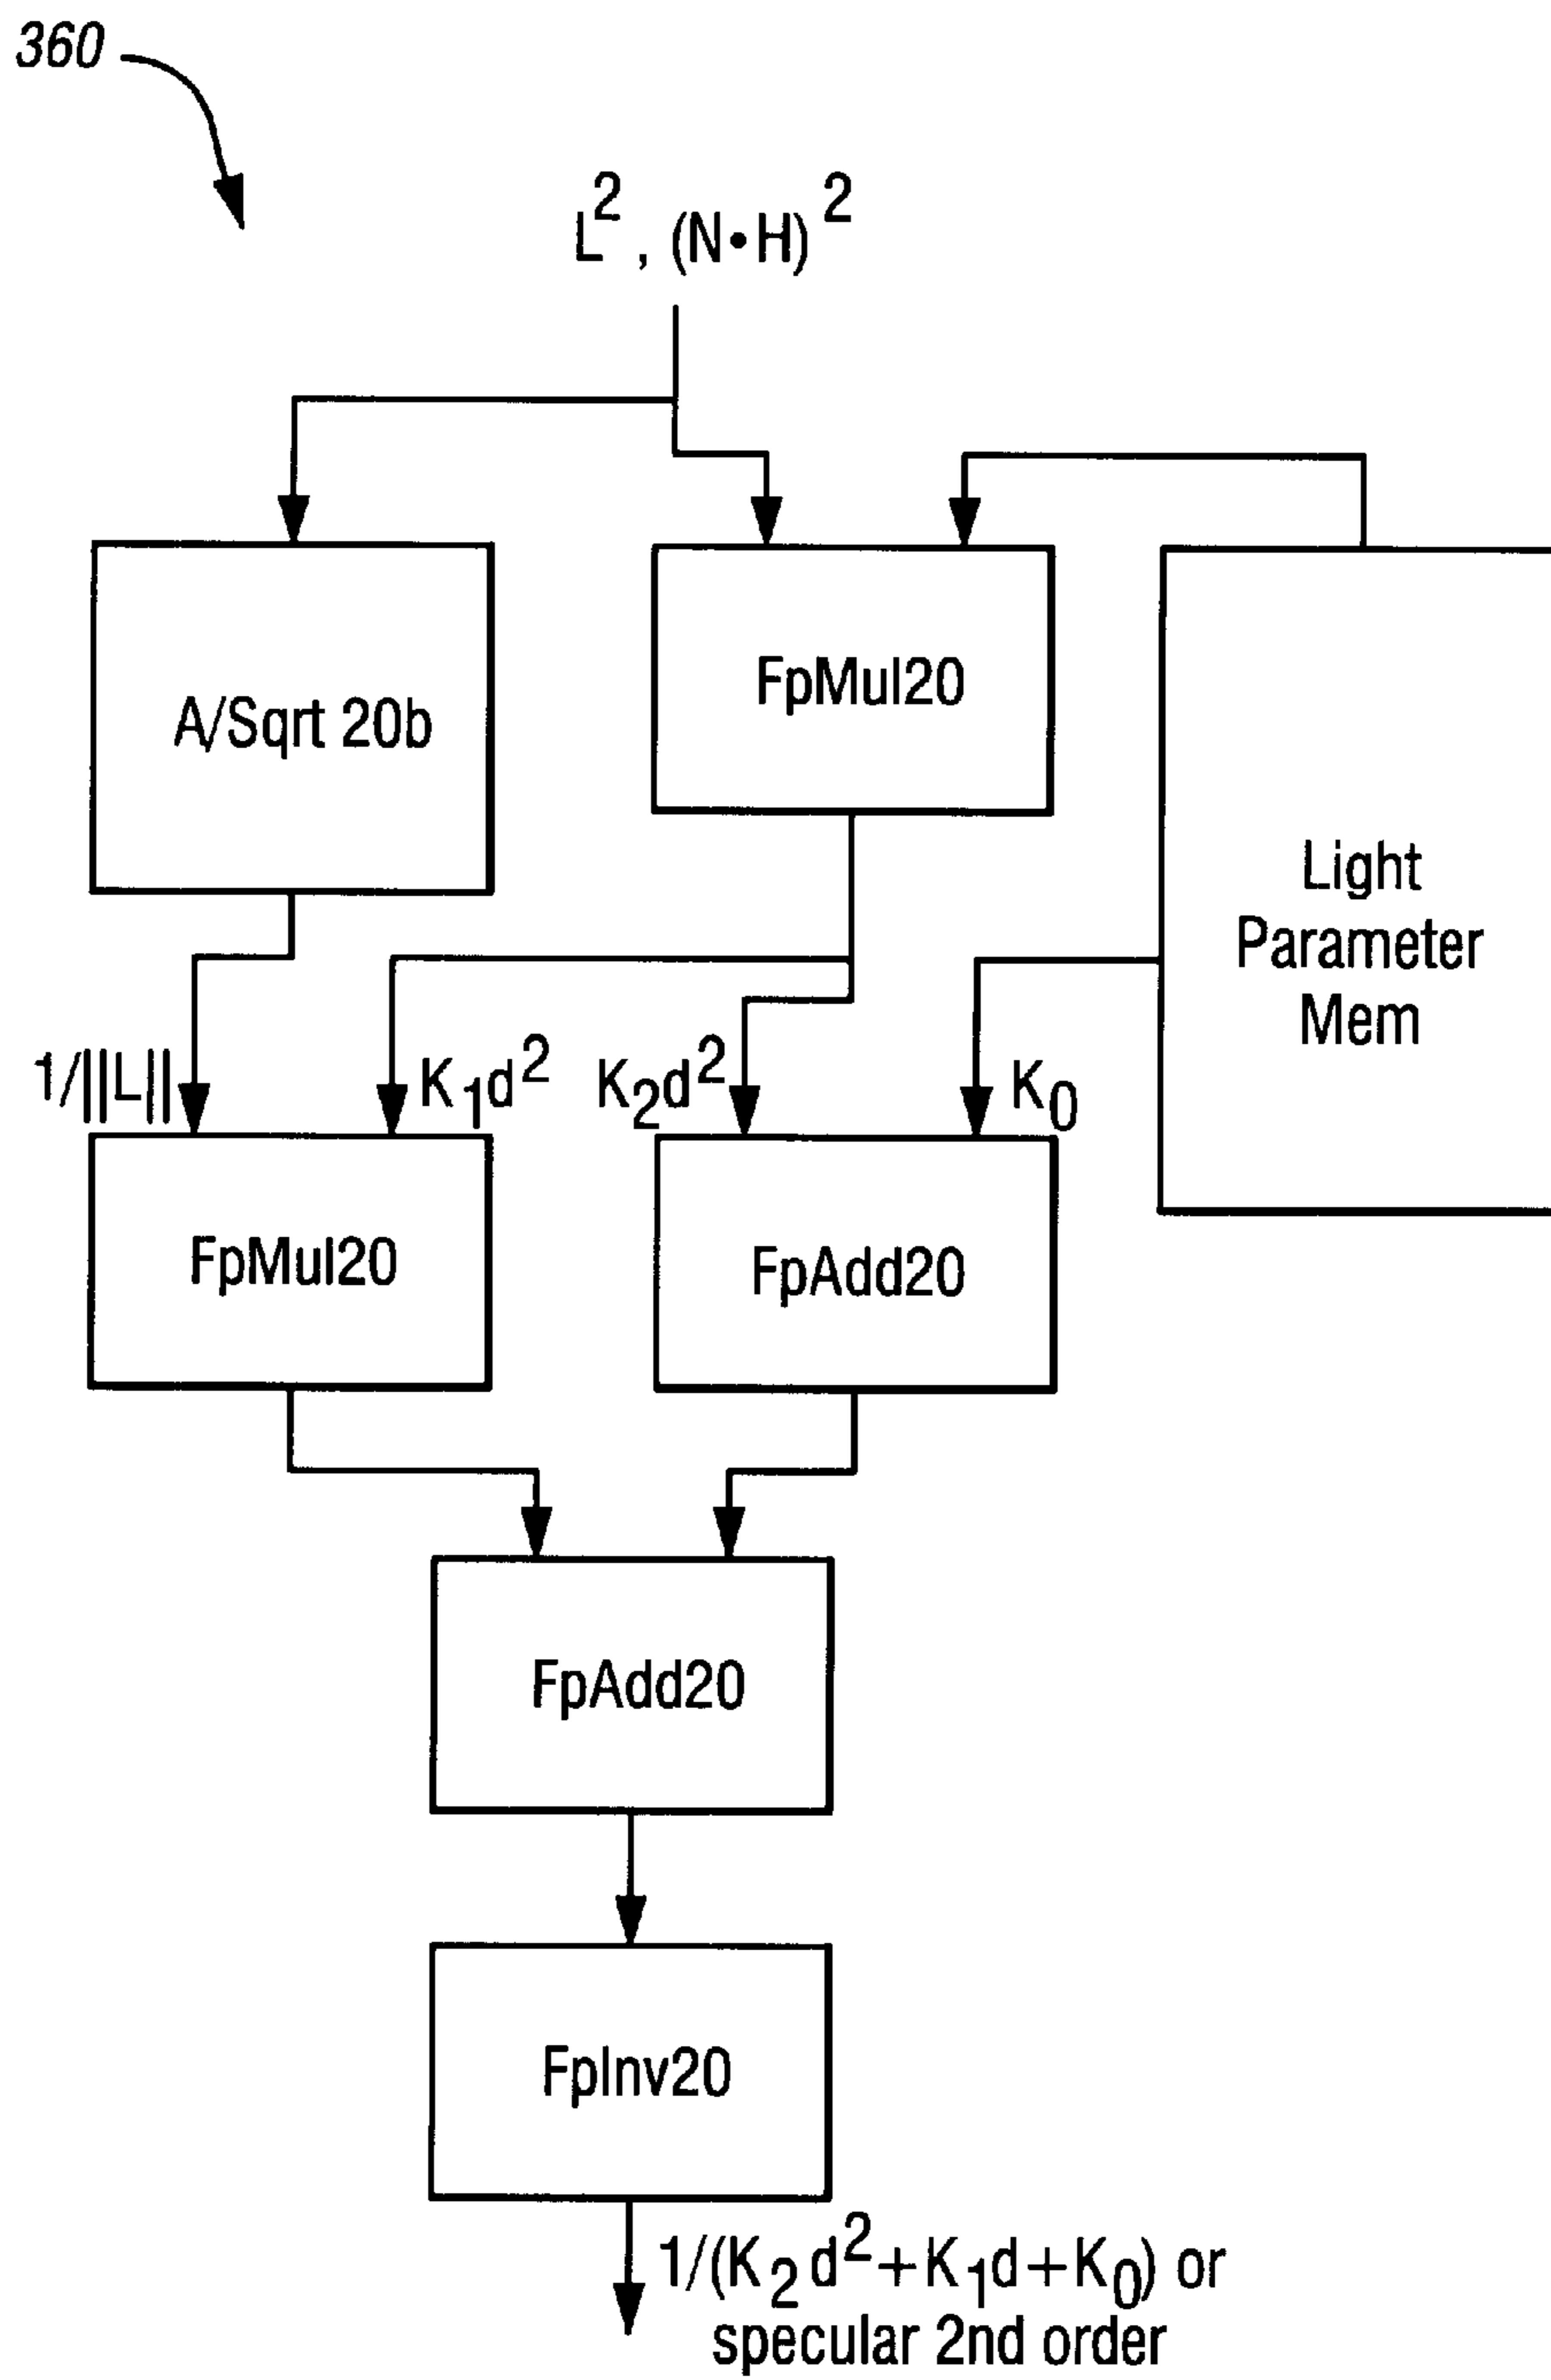 360
L², (N•H)²
FpMul20
A/Sqrt 20b
Light
Parameter
Mem
1/||L||
K₁d²
K₂d²
K₀
FpMul20
FpAdd20
FpAdd20
FpInv20
1/(K₂d²+K₁d+K₀) or
specular 2nd order